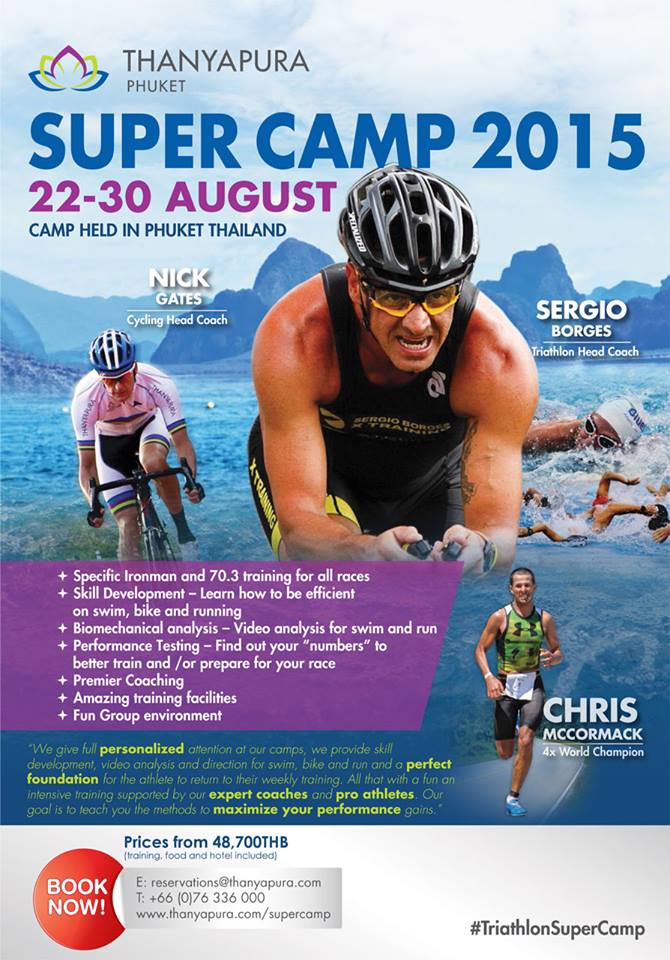 THANYAPURA
PHUKET
SUPER CAMP 2015
22-30 AUGUST
CAMP HELD IN PHUKET THAILAND
NICK
GATES
Cycling Head Coach
SERGIO
BORGES
Triathlon Head Coach
SPECIALIZED
THANYAPURA
THANYAPURA
SERGIO BORGES
X TRAINING
X TRAINING
Specific Ironman and 70.3 training for all races
Skill Development – Learn how to be efficient
on swim, bike and running
Biomechanical analysis – Video analysis for swim and run
Performance Testing – Find out your "numbers" to
better train and /or prepare for your race
Premier Coaching
Amazing training facilities
Fun Group environment
CHRIS
MCCORMACK
4x World Champion
"We give full personalized attention at our camps, we provide skill
development, video analysis and direction for swim, bike and run and a perfect
foundation for the athlete to return to their weekly training. All that with a fun an
intensive training supported by our expert coaches and pro athletes. Our
goal is to teach you the methods to maximize your performance gains."
Prices from 48,700THB
(training, food and hotel included)
BOOK
NOW!
E: reservations@thanyapura.com
T: +66 (0)76 336 000
www.thanyapura.com/supercamp
#TriathlonSuperCamp